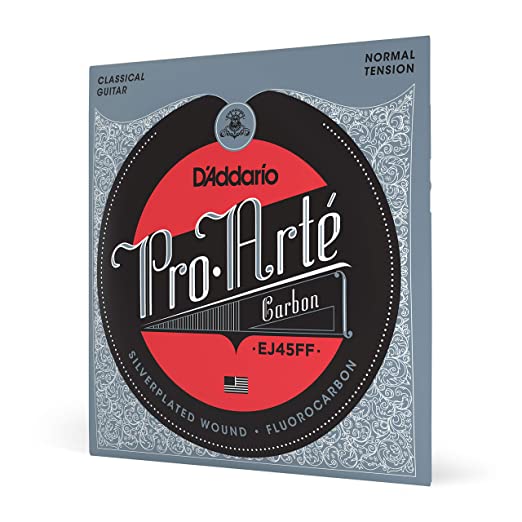 CLASSICAL
GUITAR
NORMAL
TENSION
D'Addario
Pro·Arté
Carbon
·EJ45FF·
SILVERPLATED WOUND · FLUOROCARBON